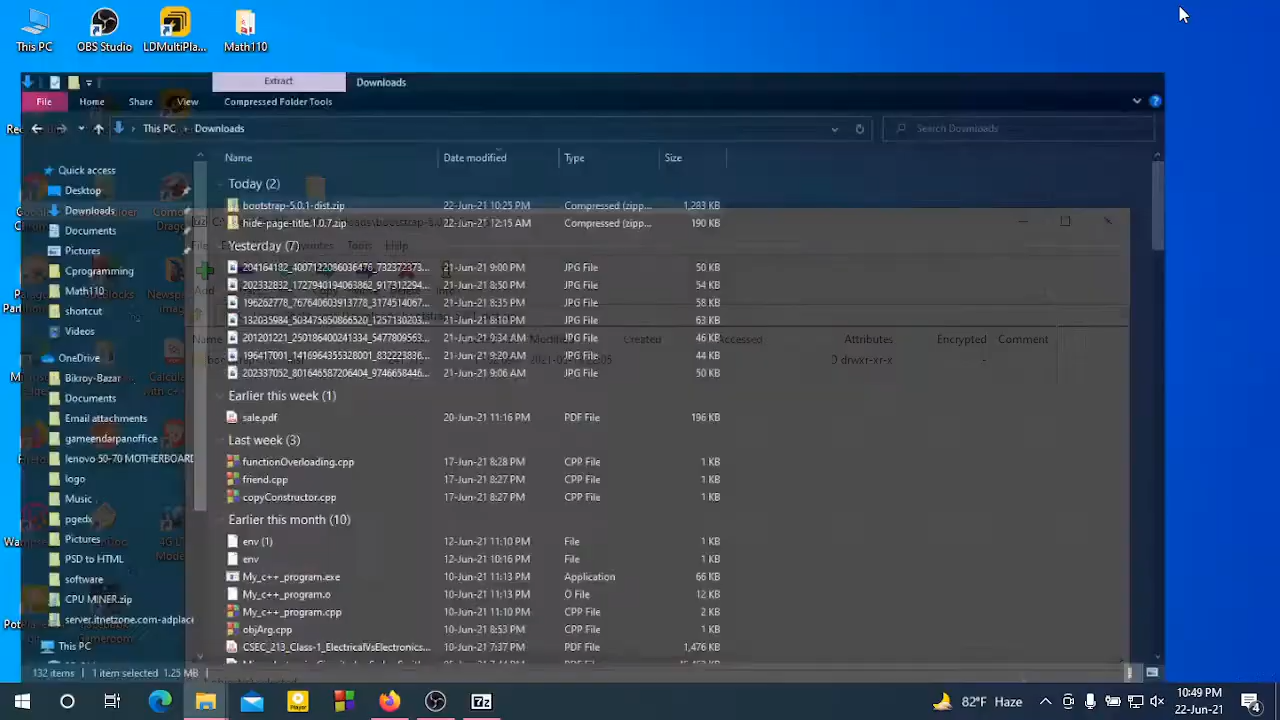 This PC
OBS Studio
LDMultiPla...
Math110
Extract
Downloads
File
Home
Share
View
Compressed Folder Tools
This PC
Downloads
Search Downloads
Name
Date modified
Type
Size
Quick access
Desktop
Downloads
Documents
Pictures
Cprogramming
Math110
shortcut
Videos
OneDrive
Bikroy-Bazar
Documents
Email attachments
gameendarpanoffice
lenovo 50-70 MOTHERBOARD
logo
Music
pgedx
Pictures
PSD to HTML
software
CPU MINER.zip
server.itnetzone.com-adplace
This PC
Today (2)
bootstrap-5.0.1-dist.zip 22-Jun-21 10:25 PM Compressed (zipp... 1,283 KB
hide-page-title.1.0.7.zip 22-Jun-21 12:15 AM Compressed (zipp... 190 KB
Yesterday (7)
204164182_4007122086036476_732372373... 21-Jun-21 9:00 PM JPG File 50 KB
202332832_1727940194063862_917312294... 21-Jun-21 8:50 PM JPG File 54 KB
196262778_767640603913778_3174514067... 21-Jun-21 8:35 PM JPG File 58 KB
132035984_503475850866520_1257130203... 21-Jun-21 8:10 PM JPG File 63 KB
201201221_250186400241334_5477809563... 21-Jun-21 9:34 AM JPG File 46 KB
196417001_1416964355328001_832223836... 21-Jun-21 9:20 AM JPG File 44 KB
202337052_801645587206404_9746658446... 21-Jun-21 9:06 AM JPG File 50 KB
Earlier this week (1)
sale.pdf 20-Jun-21 11:16 PM PDF File 196 KB
Last week (3)
functionOverloading.cpp 17-Jun-21 8:28 PM CPP File 1 KB
friend.cpp 17-Jun-21 8:27 PM CPP File 1 KB
copyConstructor.cpp 17-Jun-21 8:27 PM CPP File 1 KB
Earlier this month (10)
env (1) 12-Jun-21 11:10 PM File 1 KB
env 12-Jun-21 10:16 PM File 1 KB
My_c++_program.exe 10-Jun-21 11:13 PM Application 66 KB
My_c++_program.o 10-Jun-21 11:13 PM O File 12 KB
My_c++_program.cpp 10-Jun-21 11:10 PM CPP File 2 KB
objArg.cpp 10-Jun-21 8:53 PM CPP File 1 KB
CSEC_213_Class-1_ElectricalVsElectronics... 10-Jun-21 7:37 PM PDF File 1,476 KB
File
Tools
Help
Add
Name
Modified
Created
Accessed
Attributes
Encrypted
Comment
D drwxr-xr-x
132 items
1 item selected 1.25 MB
Player
7z
82°F Haze
10:49 PM
22-Jun-21
4